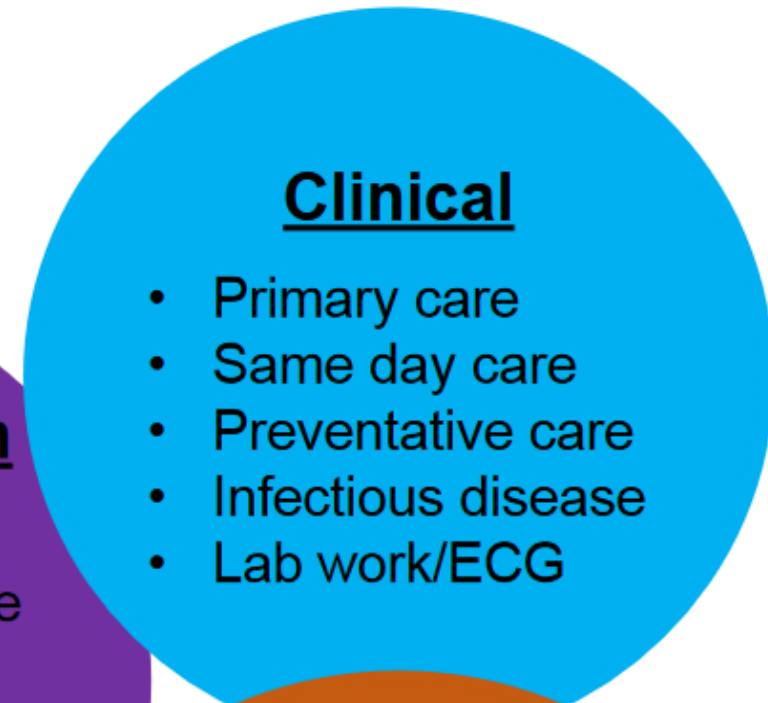 Clinical
• Primary care
• Same day care
• Preventative care
• Infectious disease
• Lab work/ECG